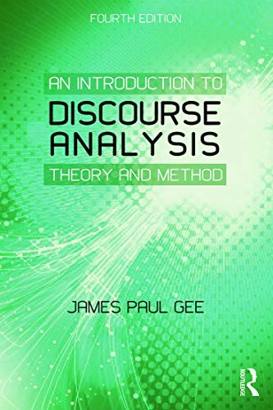 FOURTH EDITION
AN INTRODUCTION TO
DISCOURSE
ANALYSIS
THEORY AND METHOD
JAMES PAUL GEE
ROUTLEDGE